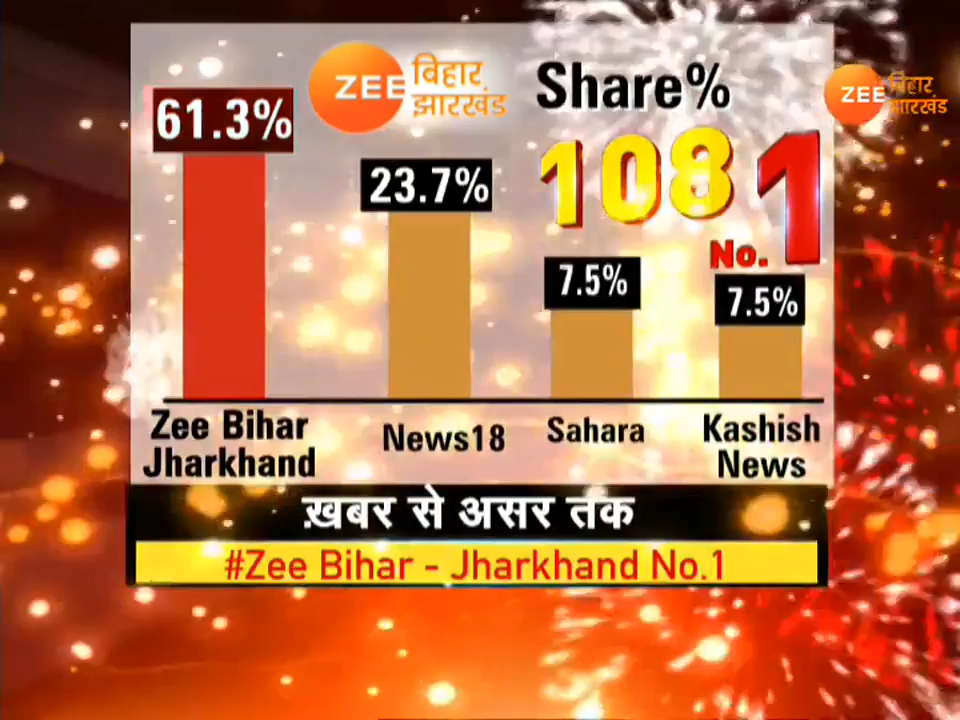 ZEE बिहार झारखंड
Share%
ZEE बिहार झारखंड
61.3%
108
1
No.
23.7%
7.5%
7.5%
Zee Bihar
Jharkhand
News18
Sahara
Kashish
News
ख़बर से असर तक
#Zee Bihar - Jharkhand No.1